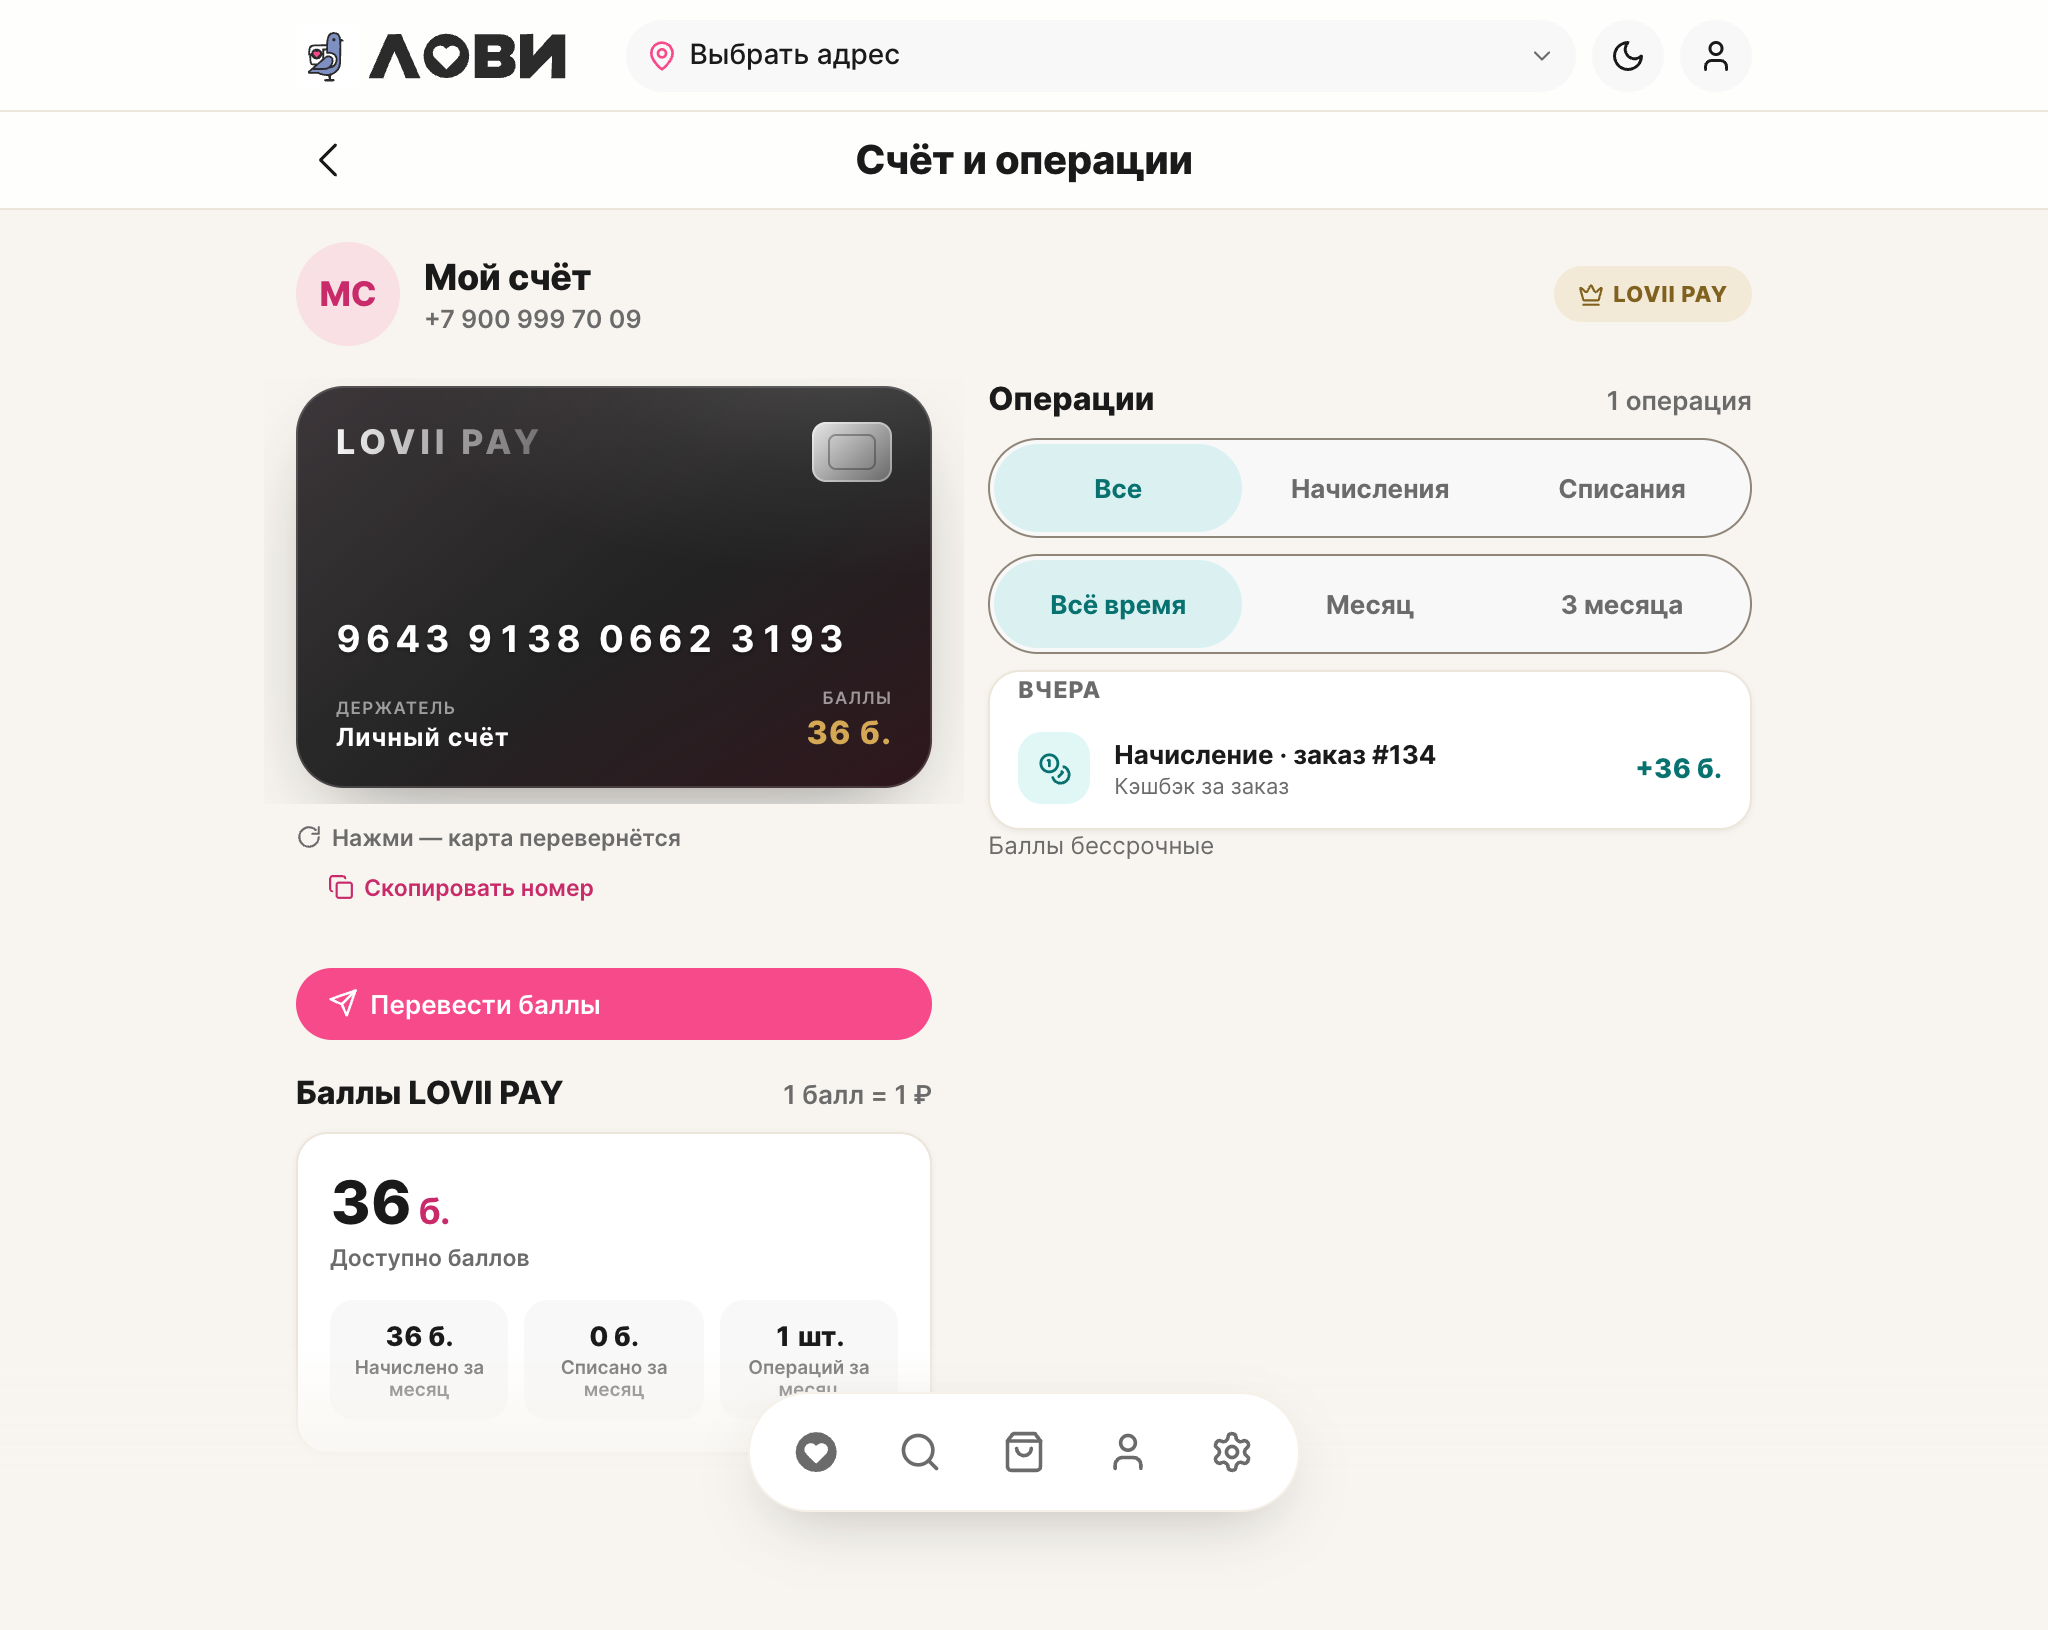 ЛОВИ
Выбрать адрес
Счёт и операции
МС
Мой счёт
+7 900 999 70 09
LOVII PAY
LOVII PAY
9643 9138 0662 3193
ДЕРЖАТЕЛЬ
Личный счёт
БАЛЛЫ
36 б.
Нажми — карта перевернётся
Скопировать номер
Перевести баллы
Баллы LOVII PAY
1 балл = 1 ₽
36 б.
Доступно баллов
36 б.
Начислено за
месяц
0 б.
Списано за
месяц
1 шт.
Операций за
месяц
Операции
1 операция
Все
Начисления
Списания
Всё время
Месяц
3 месяца
ВЧЕРА
Начисление · заказ #134
Кэшбэк за заказ
+36 б.
Баллы бессрочные